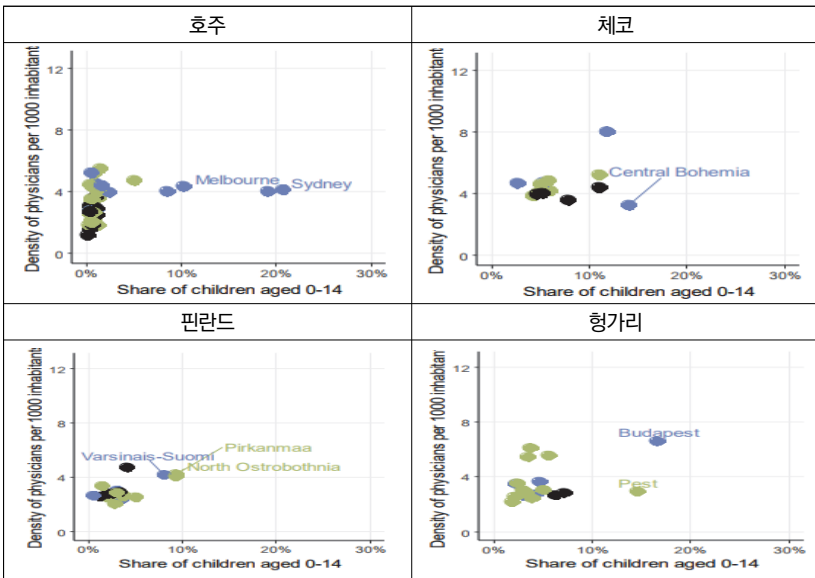 호주
체코
Density of physicians per 1000 inhabitant
12
8
4
0
Melbourne
Sydney
0%
10%
20%
30%
Share of children aged 0-14
Density of physicians per 1000 inhabitant
12
8
4
0
Central Bohemia
0%
10%
20%
30%
Share of children aged 0-14
핀란드
헝가리
Density of physicians per 1000 inhabitant
12
8
4
0
Pirkanmaa
Varsinais-Suomi
North Ostrobothnia
0%
10%
20%
30%
Share of children aged 0-14
Density of physicians per 1000 inhabitant
12
8
4
0
Budapest
Pest
0%
10%
20%
30%
Share of children aged 0-14